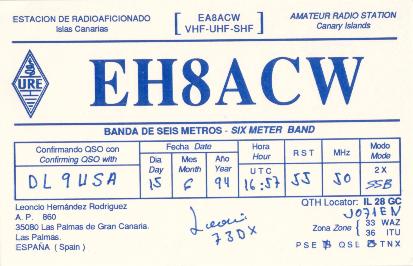 ESTACION DE RADIOAFICIONADO
Islas Canarias
EA8ACW
VHF-UHF-SHF
AMATEUR RADIO STATION
Canary Islands
URE
EH8ACW
BANDA DE SEIS METROS - SIX METER BAND
Confirmando QSO con
Confirming QSO with
Fecha Date
Día Day
Mes Month
Año Year
Hora Hour
UTC
RST
MHz
Modo Mode
2X
DL9USA 15 6 94 16:57 55 50 SSB
Leoncio Hernández Rodriguez
A. P. 860
35080 Las Palmas de Gran Canaria.
Las Palmas.
ESPAÑA ( Spain )
73DX
QTH Locator: IL 28 GC
JO71EN
Zona Zone { 33 WAZ
36 ITU
PSE QSL TNX